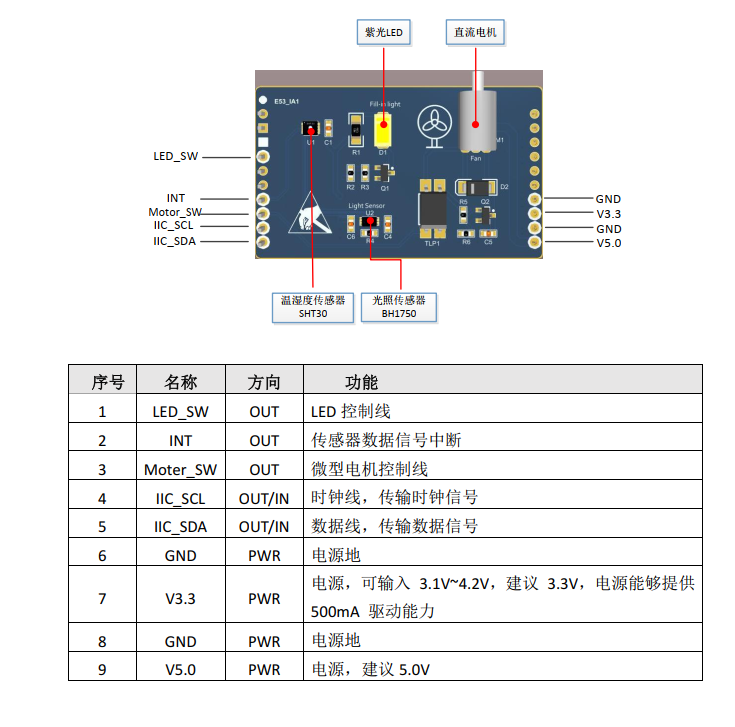 紫光LED
直流电机
E53_IA1
Fill-in light
U1
C1
R1
D1
M1
Fan
LED_SW
R2
R3
Q1
D2
INT
Motor_SW
IIC_SCL
IIC_SDA
Light Sensor
U2
C6
R4
C4
TLP1
R5
Q2
R6
C5
GND
V3.3
GND
V5.0
温湿度传感器
SHT30
光照传感器
BH1750
序号 名称 方向 功能
1 LED_SW OUT LED 控制线
2 INT OUT 传感器数据信号中断
3 Moter_SW OUT 微型电机控制线
4 IIC_SCL OUT/IN 时钟线，传输时钟信号
5 IIC_SDA OUT/IN 数据线，传输数据信号
6 GND PWR 电源地
7 V3.3 PWR 电源，可输入 3.1V~4.2V，建议 3.3V，电源能够提供
500mA 驱动能力
8 GND PWR 电源地
9 V5.0 PWR 电源，建议 5.0V